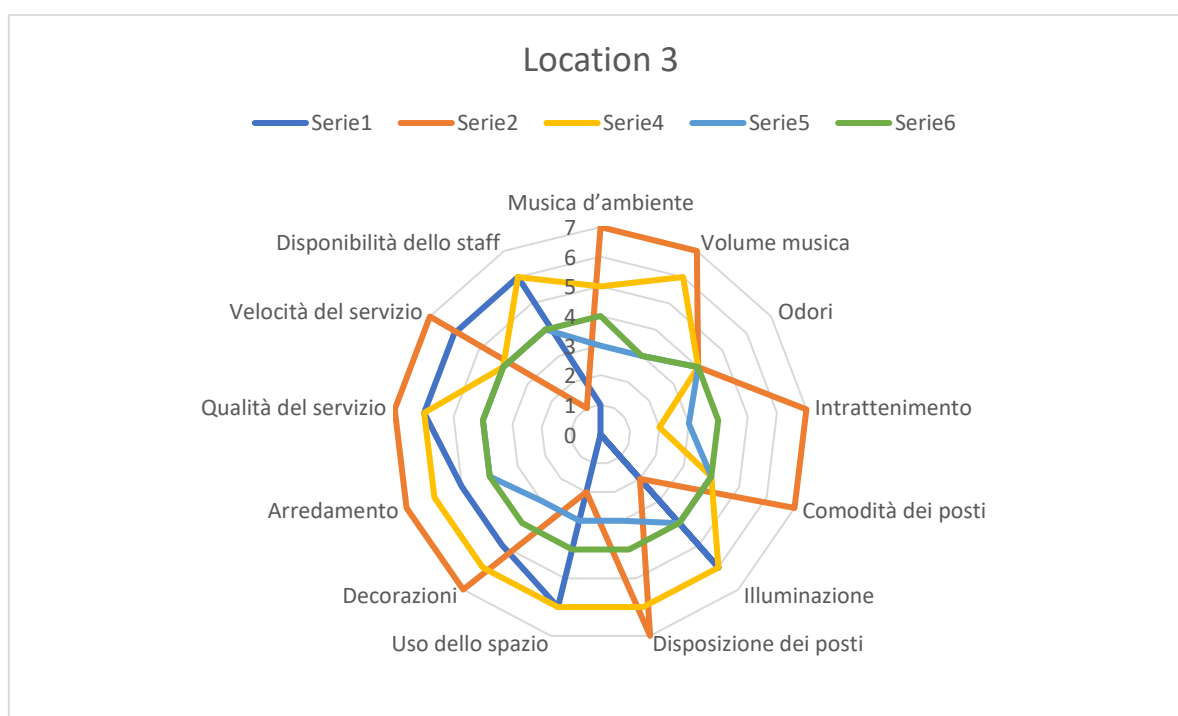 Location 3
Serie1 Serie2 Serie4 Serie5 Serie6
Musica d’ambiente
Volume musica
Odori
Intrattenimento
Comodità dei posti
Illuminazione
Disposizione dei posti
Uso dello spazio
Decorazioni
Arredamento
Qualità del servizio
Velocità del servizio
Disponibilità dello staff
7
6
5
4
3
2
1
0